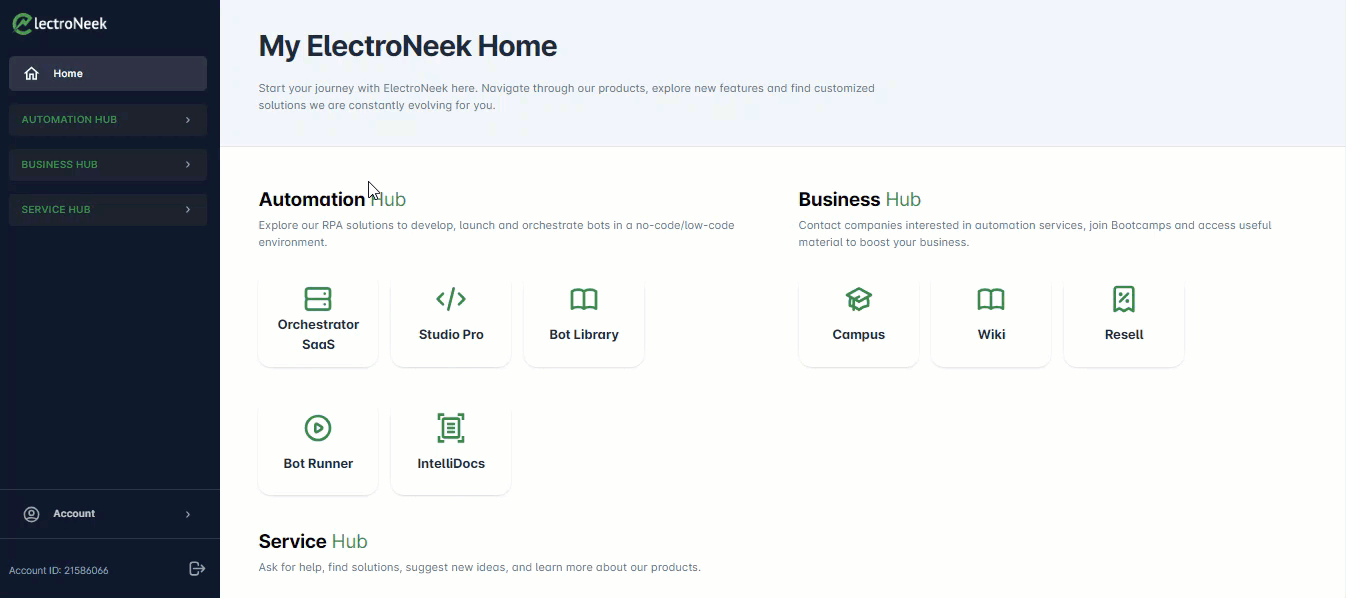 lectroNeek
Home
AUTOMATION HUB
BUSINESS HUB
SERVICE HUB
Account
Account ID: 21586066
My ElectroNeek Home
Start your journey with ElectroNeek here. Navigate through our products, explore new features and find customized
solutions we are constantly evolving for you.
Automation Hub
Explore our RPA solutions to develop, launch and orchestrate bots in a no-code/low-code
environment.
Orchestrator
SaaS
Studio Pro
Bot Library
Bot Runner
IntelliDocs
Business Hub
Contact companies interested in automation services, join Bootcamps and access useful
material to boost your business.
Campus
Wiki
Resell
Service Hub
Ask for help, find solutions, suggest new ideas, and learn more about our products.